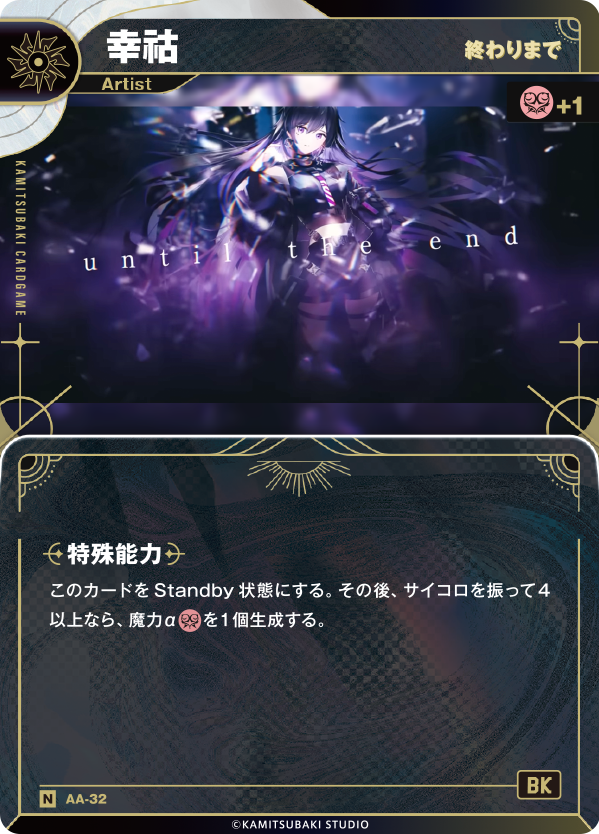 幸祜
終わりまで
Artist
+1
KAMITSUBAKI CARDGAME
until the end
特殊能力
このカードをStandby状態にする。その後、サイコロを振って4
以上なら、魔力αを1個生成する。
BK
N AA-32
©KAMITSUBAKI STUDIO